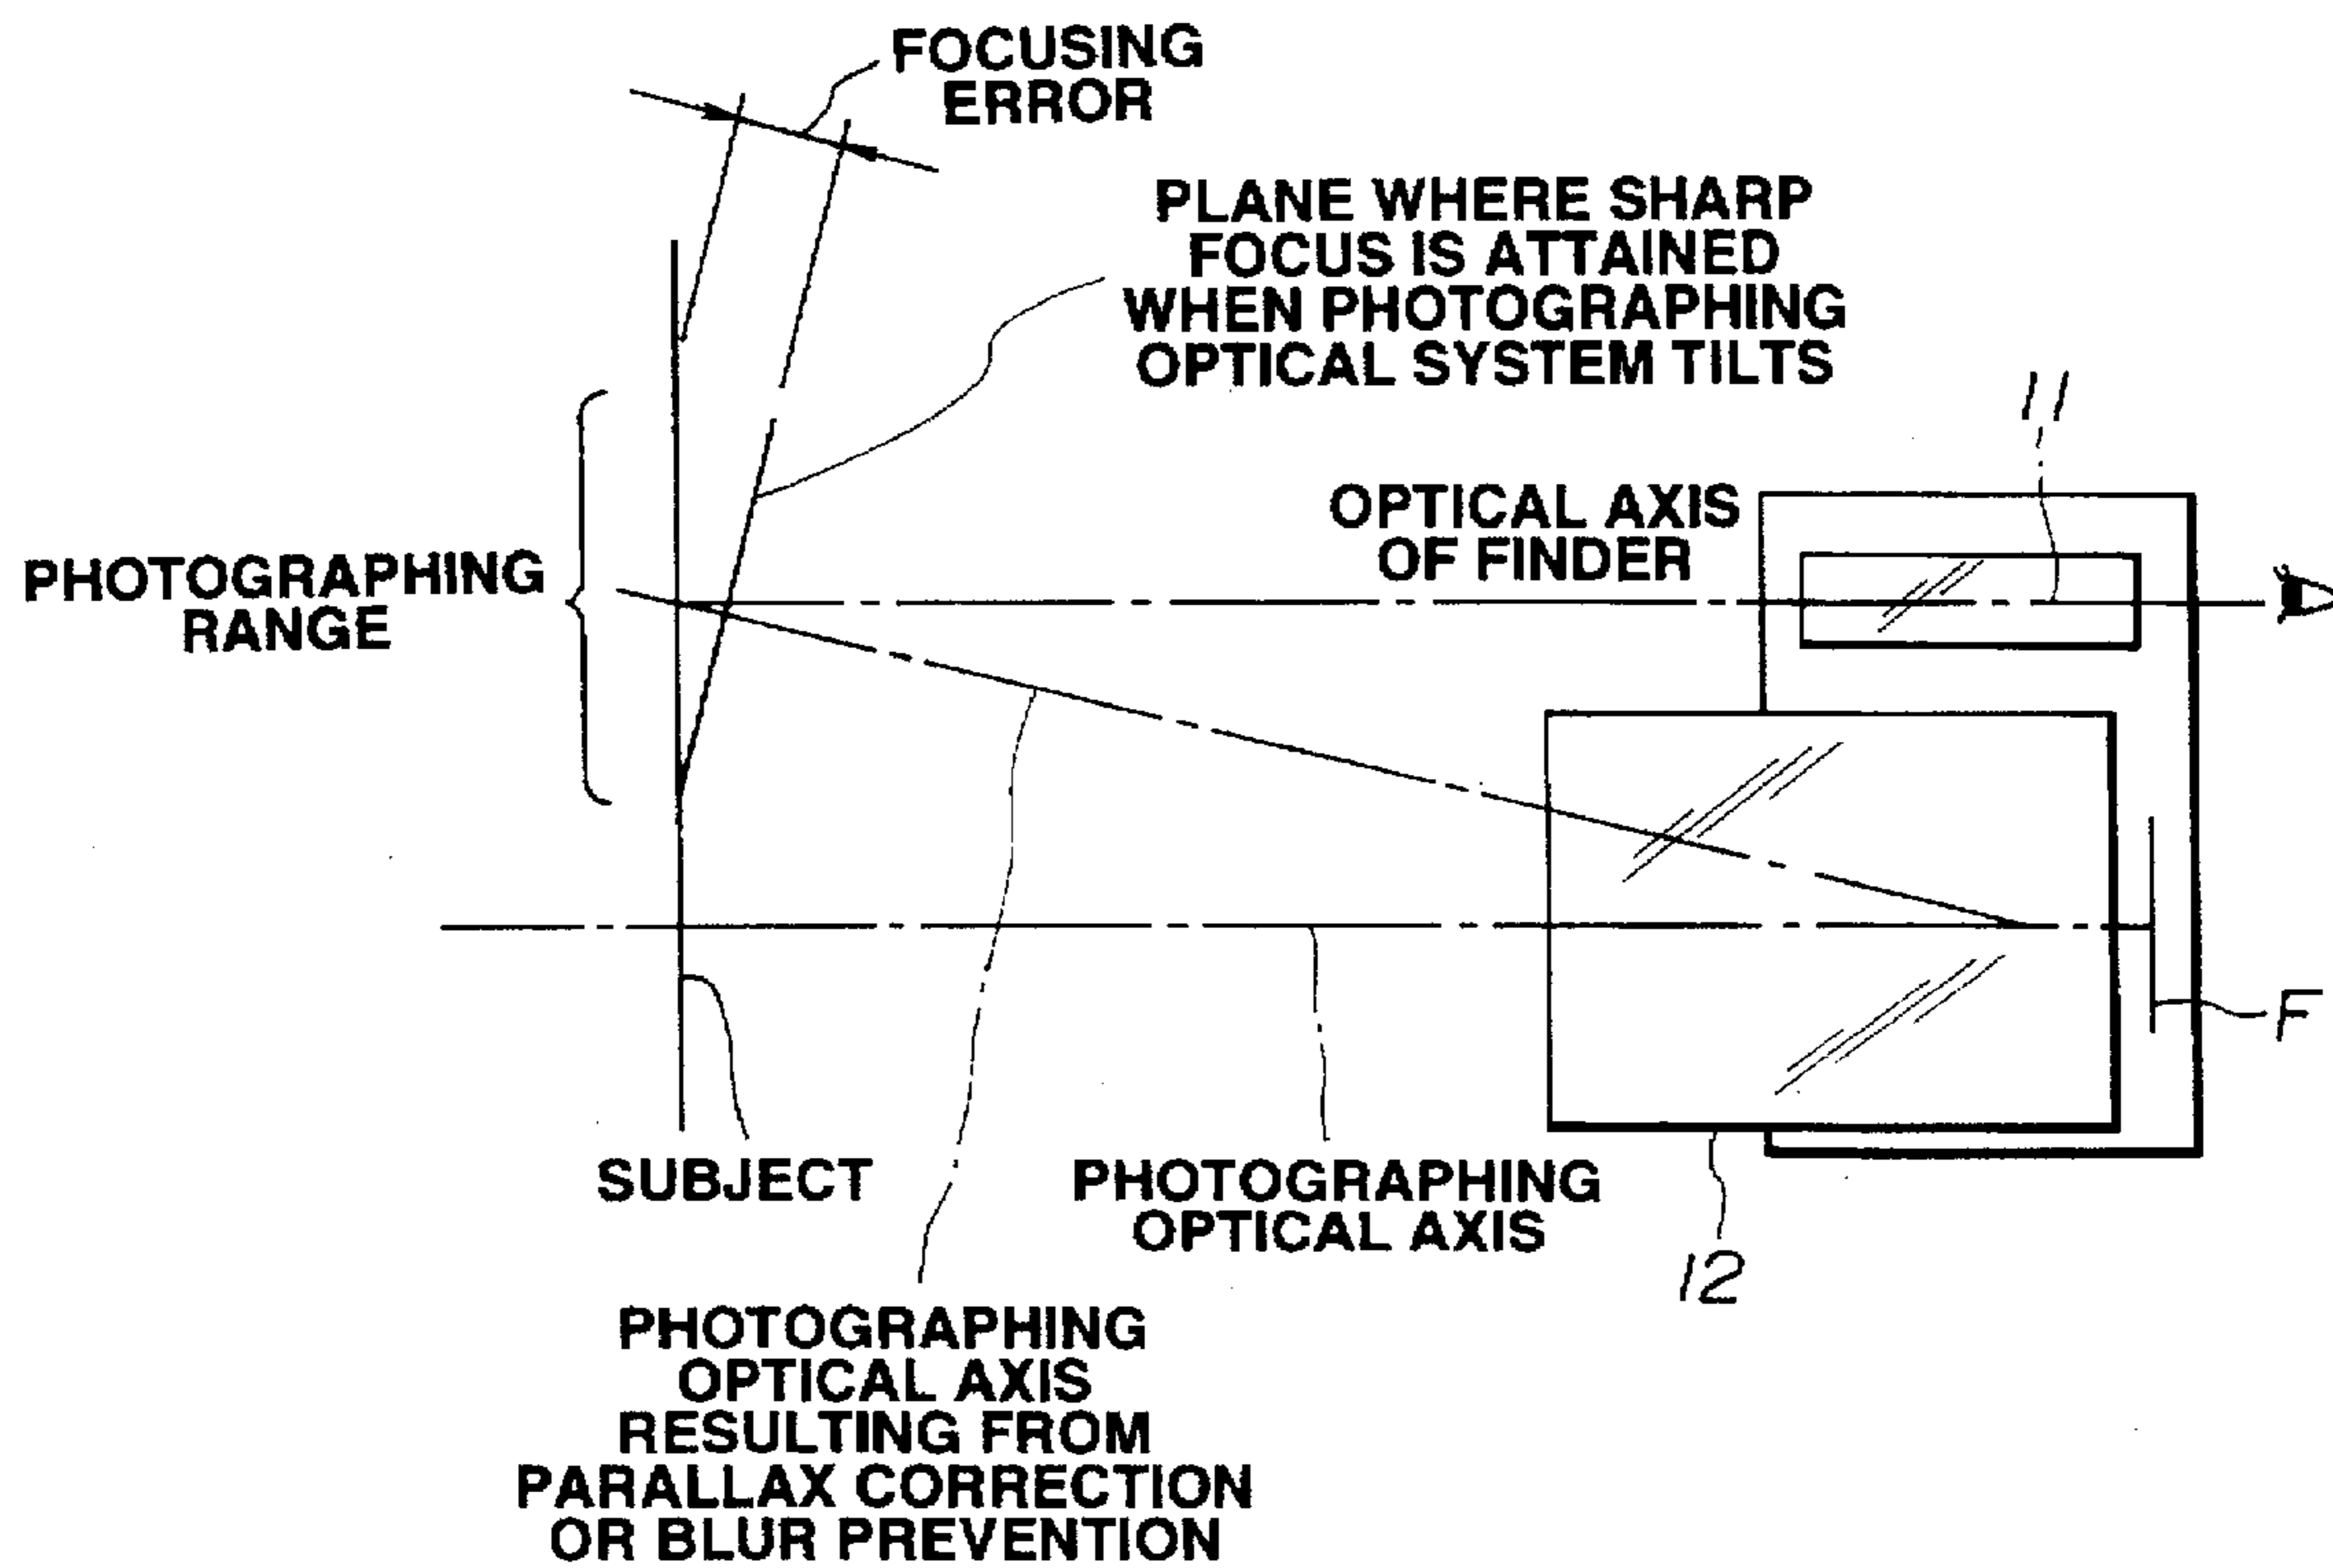 FOCUSING
ERROR
PLANE WHERE SHARP
FOCUS IS ATTAINED
WHEN PHOTOGRAPHING
OPTICAL SYSTEM TILTS
11
OPTICAL AXIS
OF FINDER
PHOTOGRAPHING
RANGE
F
SUBJECT
PHOTOGRAPHING
OPTICAL AXIS
12
PHOTOGRAPHING
OPTICAL AXIS
RESULTING FROM
PARALLAX CORRECTION
OR BLUR PREVENTION